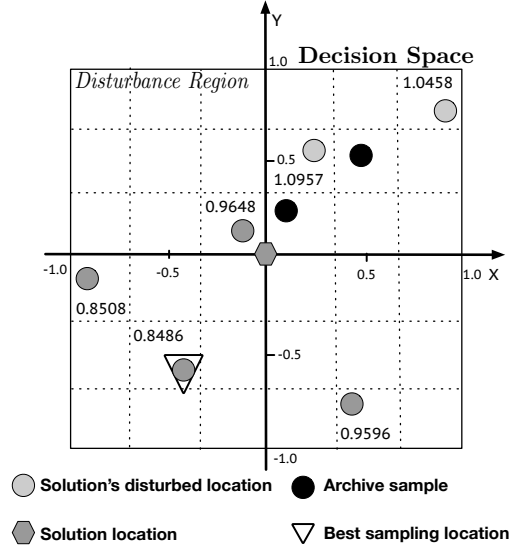 Y
Decision Space
1.0
Disturbance Region
1.0458
0.5
1.0957
0.9648
-1.0
-0.5
0.5
1.0
X
0.8508
0.8486
-0.5
0.9596
-1.0
Solution's disturbed location
Archive sample
Solution location
Best sampling location